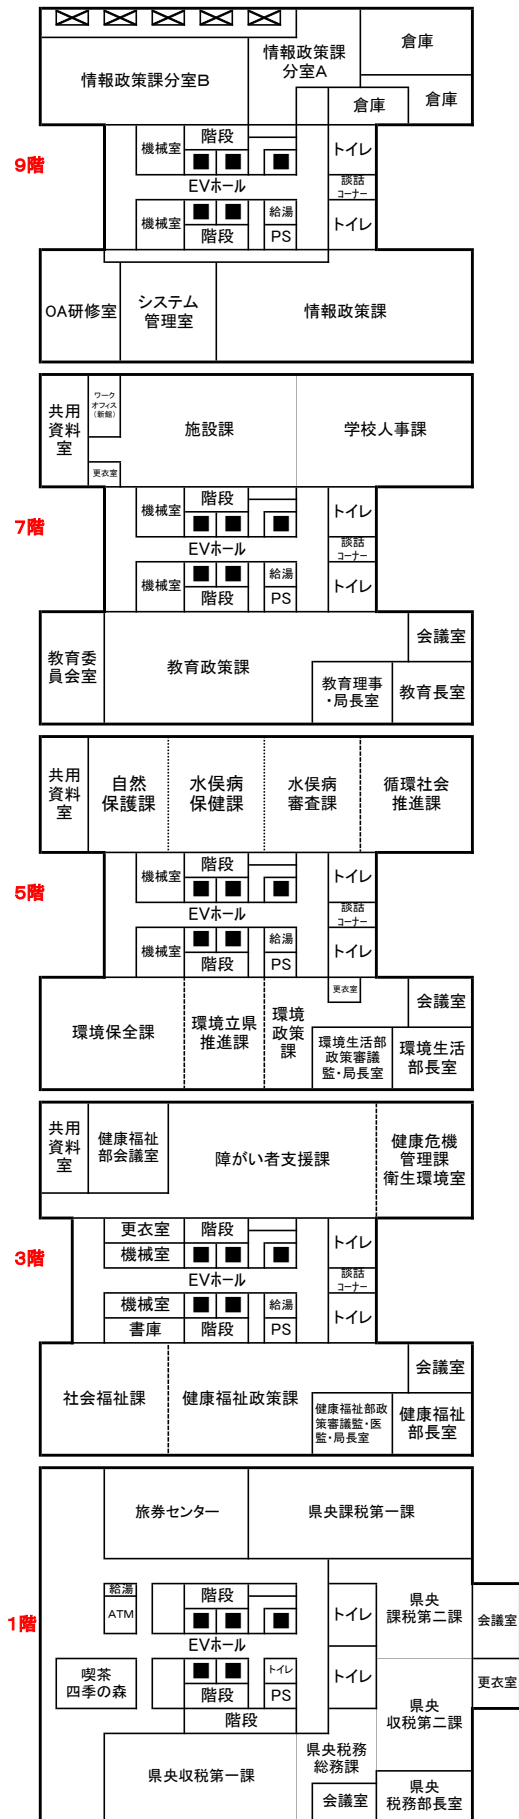 情報政策課分室B
情報政策課
分室A
倉庫
倉庫
倉庫
9階
機械室
階段
トイレ
EVホール
談話
コーナー
機械室
階段
給湯
PS
トイレ
OA研修室
システム
管理室
情報政策課
共用
資料
室
ワーク
オフィス
(新館)
更衣室
施設課
学校人事課
7階
機械室
階段
トイレ
EVホール
談話
コーナー
機械室
階段
給湯
PS
トイレ
教育委
員会室
教育政策課
教育理事
・局長室
会議室
教育長室
共用
資料
室
自然
保護課
水俣病
保健課
水俣病
審査課
循環社会
推進課
5階
機械室
階段
トイレ
EVホール
談話
コーナー
機械室
階段
給湯
PS
トイレ
環境保全課
環境立県
推進課
環境
政策
課
更衣室
環境生活部
政策審議
監・局長室
会議室
環境生活
部長室
共用
資料
室
健康福祉
部会議室
障がい者支援課
健康危機
管理課
衛生環境室
3階
更衣室
機械室
階段
トイレ
EVホール
談話
コーナー
機械室
書庫
階段
給湯
PS
トイレ
社会福祉課
健康福祉政策課
健康福祉部政
策審議監・医
監・局長室
会議室
健康福祉
部長室
旅券センター
県央課税第一課
1階
給湯
ATM
階段
トイレ
県央
課税第二課
会議室
EVホール
喫茶
四季の森
階段
トイレ
PS
トイレ
県央
収税第二課
更衣室
階段
県央収税第一課
県央税務
総務課
会議室
県央
税務部長室